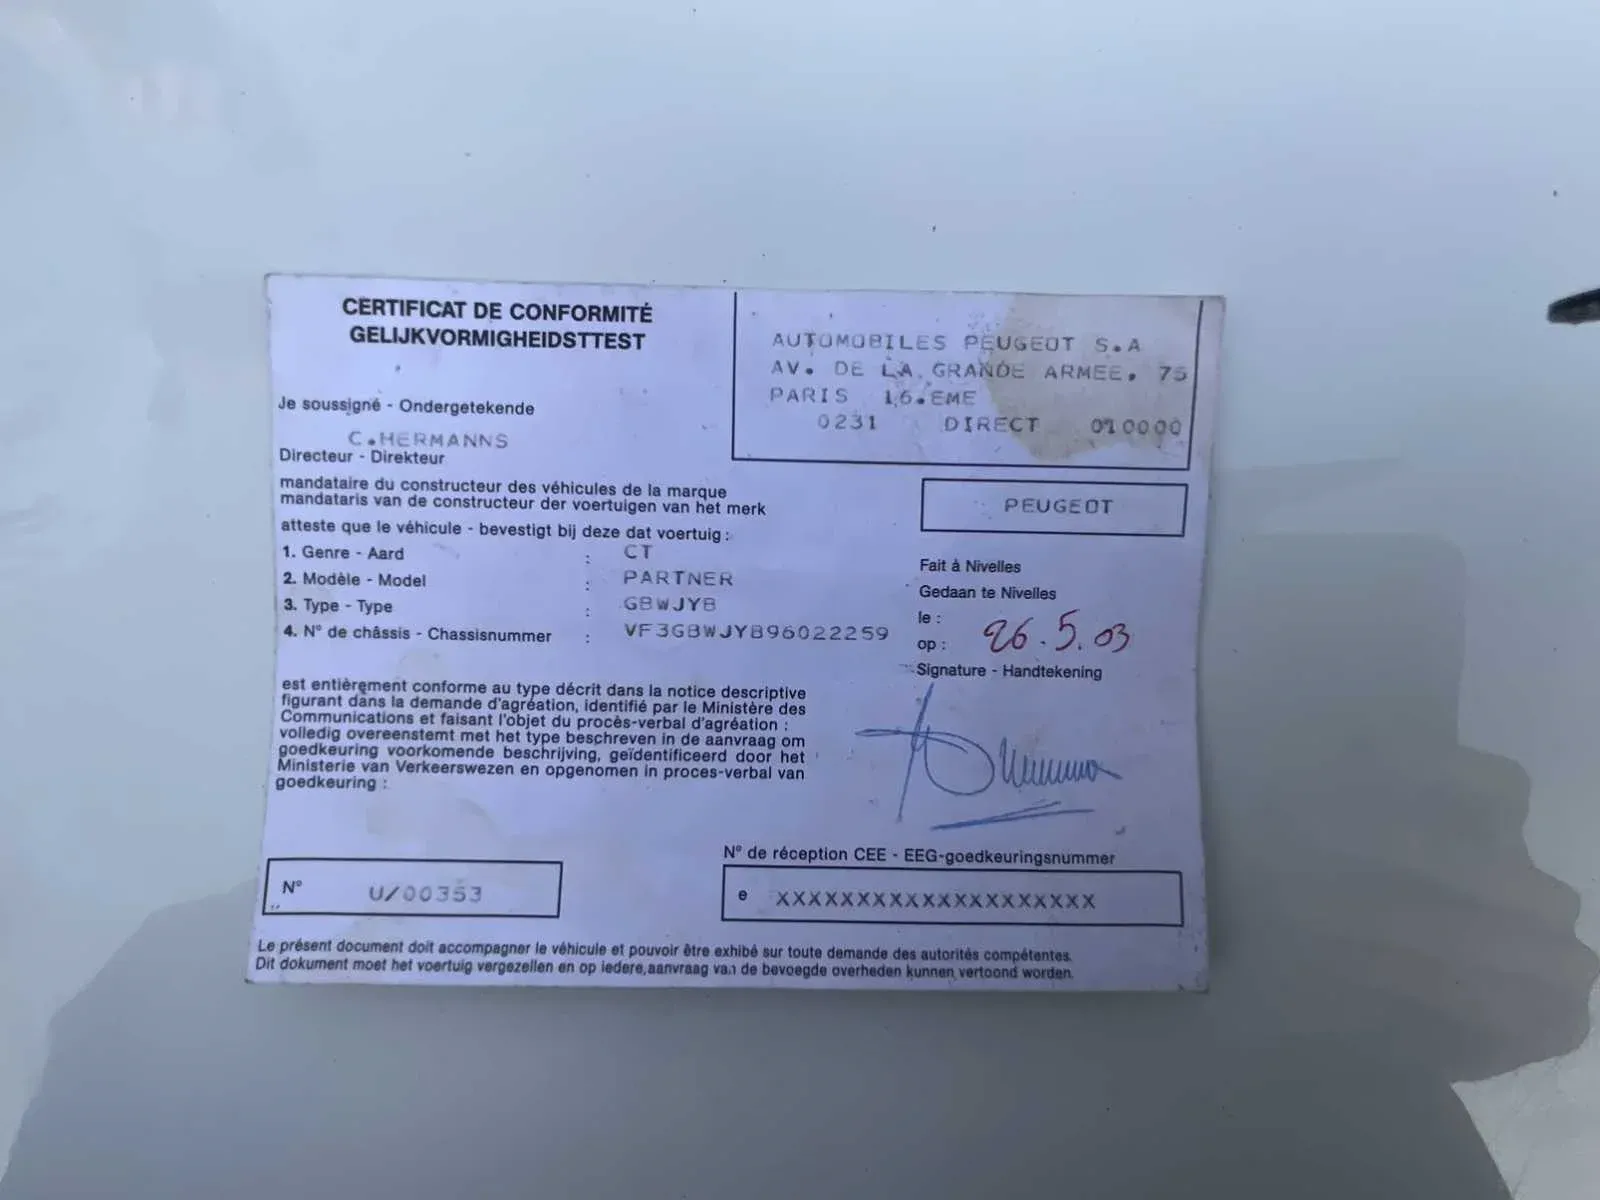 CERTIFICAT DE CONFORMITÉ
GELIJKVORMIGHEIDSTTEST
AUTOMOBILES PEUGEOT S.A
AV. DE LA GRANDE ARMEE. 75
PARIS 16.EME
0231 DIRECT 010000
Je soussigné - Ondergetekende
C.HERMANNS
Directeur - Direkteur
mandataire du constructeur des véhicules de la marque
mandataris van de constructeur der voertuigen van het merk
PEUGEOT
atteste que le véhicule - bevestigt bij deze dat voertuig :
1. Genre - Aard : CT
2. Modèle - Model : PARTNER
3. Type - Type : GBWJYB
4. N° de châssis - Chassisnummer : VF3GBWJYB96022259
Fait à Nivelles
Gedaan te Nivelles
le :
op : 26.5.03
Signature - Handtekening
est entièrement conforme au type décrit dans la notice descriptive
figurant dans la demande d'agréation, identifié par le Ministère des
Communications et faisant l'objet du procès-verbal d'agréation :
volledig overeenstemt met het type beschreven in de aanvraag om
goedkeuring voorkomende beschrijving, geïdentificeerd door het
Ministerie van Verkeerswezen en opgenomen in proces-verbal van
goedkeuring :
N° U/00353
N° de réception CEE - EEG-goedkeuringsnummer
e XXXXXXXXXXXXXXXXXXXX
Le présent document doit accompagner le véhicule et pouvoir être exhibé sur toute demande des autorités compétentes.
Dit dokument moet het voertuig vergezellen en op iedere aanvraag van de bevoegde overheden kunnen vertoond worden.